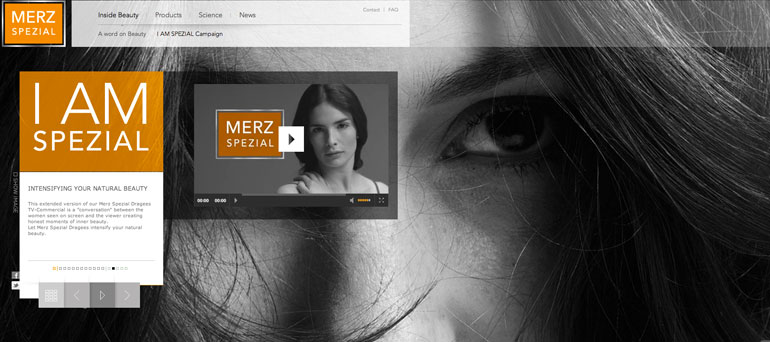 MERZ
SPEZIAL
Inside Beauty
Products
Science
News
Contact
FAQ
A word on Beauty
I AM SPEZIAL Campaign
I AM
SPEZIAL
MERZ
SPEZIAL
00:00
00:00
SHOW IMAGE
INTENSIFYING YOUR NATURAL BEAUTY
This extended version of our Merz Spezial Dragees
TV-Commercial is a "conversation" between the
women seen on screen and the viewer creating
honest moments of inner beauty.
Let Merz Spezial Dragees intensify your natural
beauty.
f